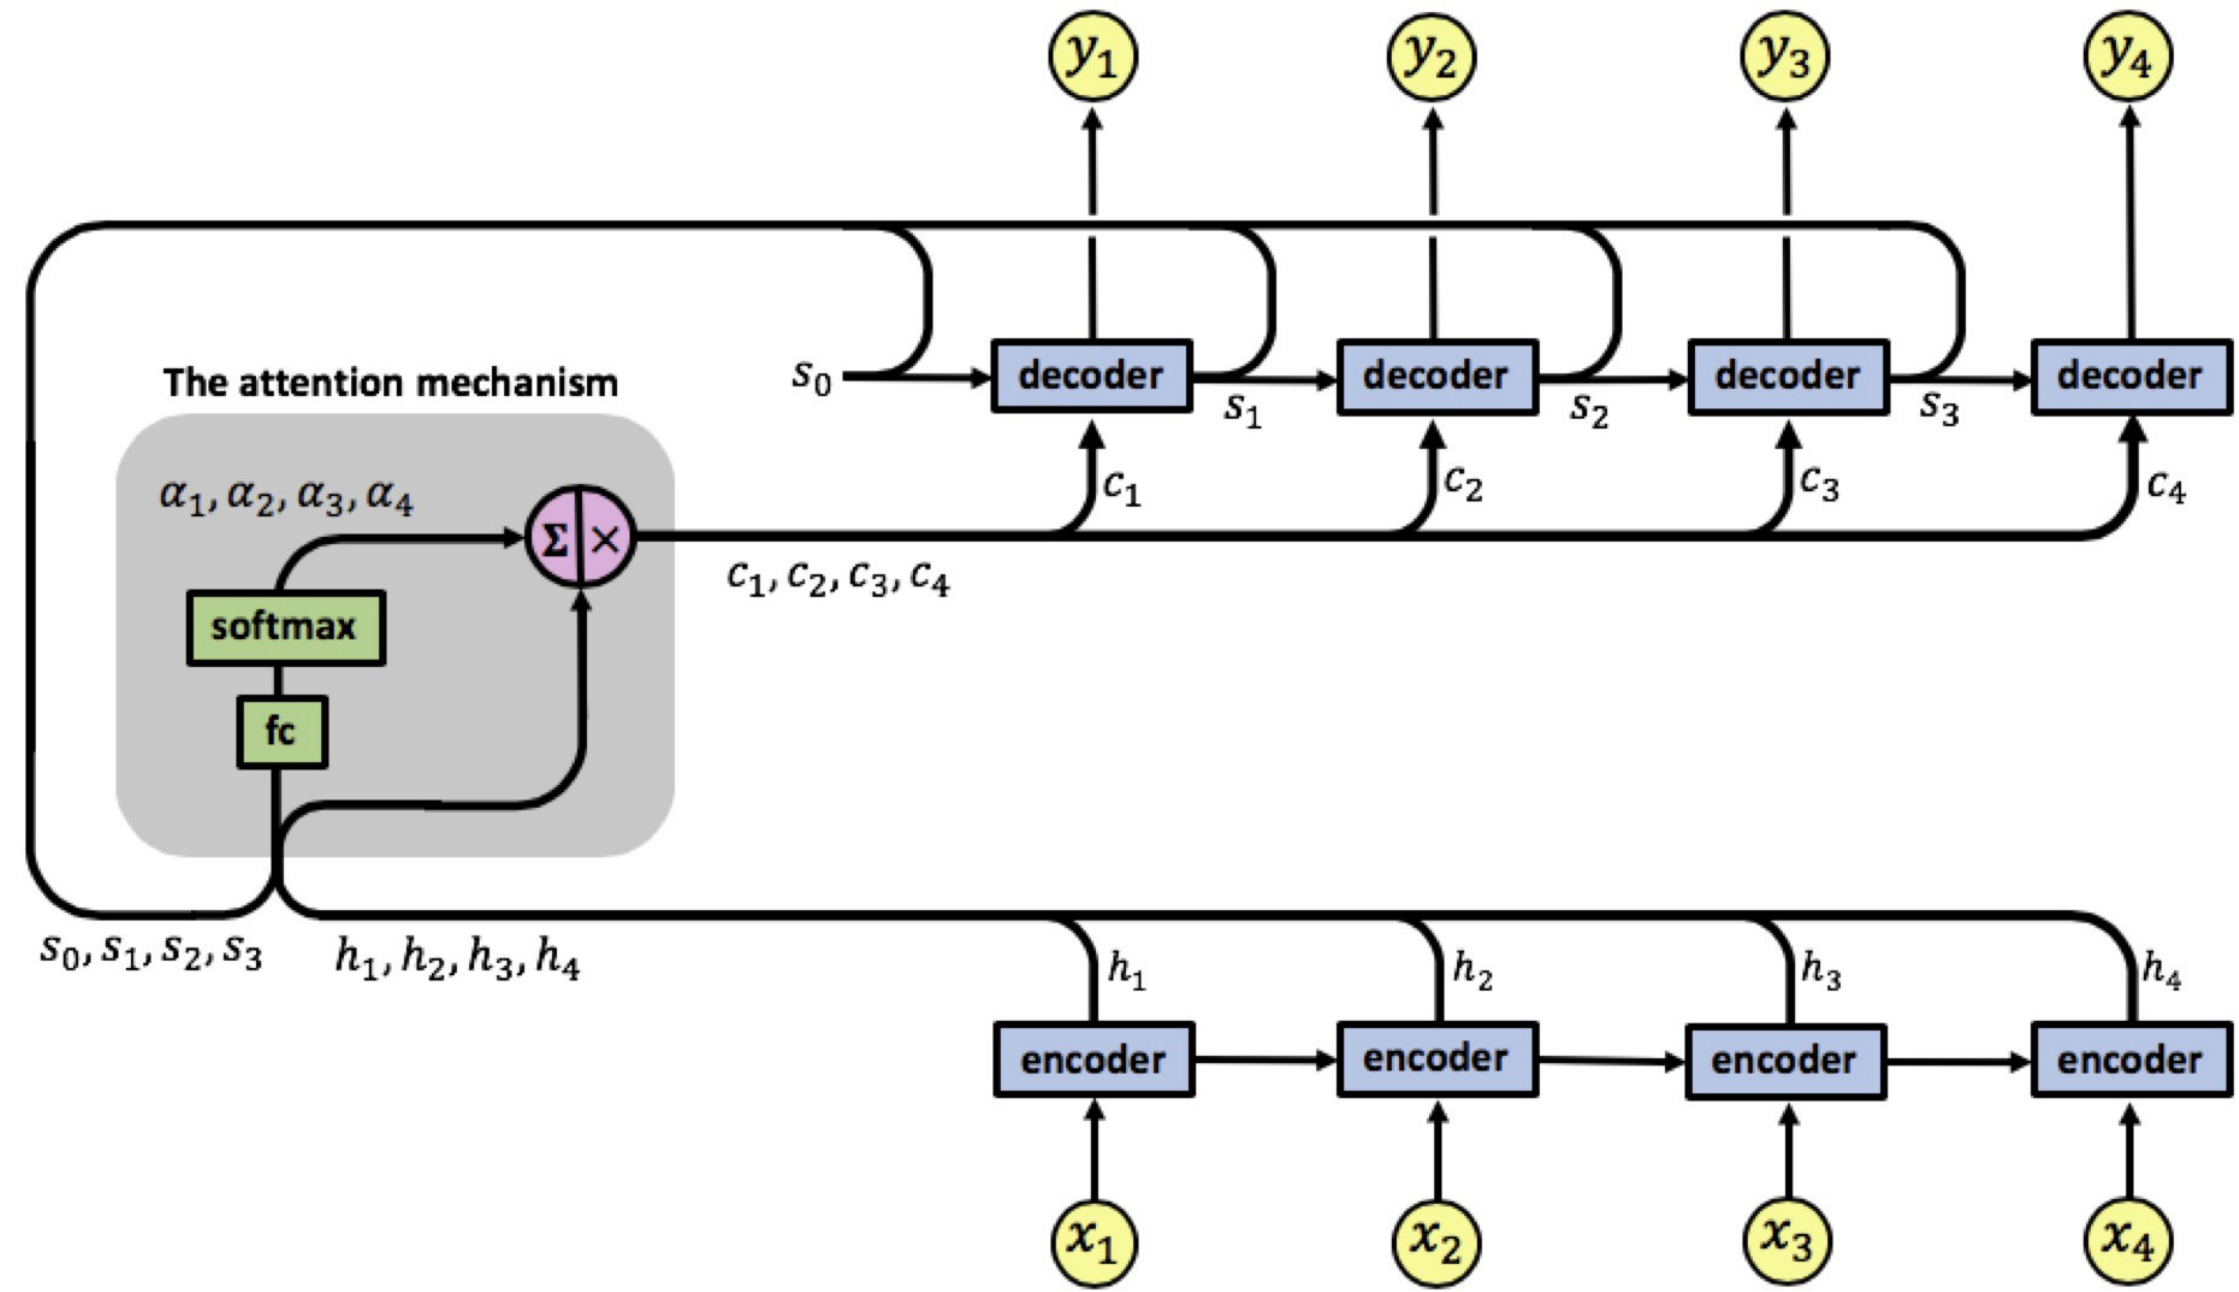 y₁ y₂ y₃ y₄
The attention mechanism
s₀ decoder decoder decoder decoder
s₁ s₂ s₃
α₁, α₂, α₃, α₄
c₁ c₂ c₃ c₄
Σ ×
c₁, c₂, c₃, c₄
softmax
fc
s₀, s₁, s₂, s₃ h₁, h₂, h₃, h₄
h₁ h₂ h₃ h₄
encoder encoder encoder encoder
x₁ x₂ x₃ x₄